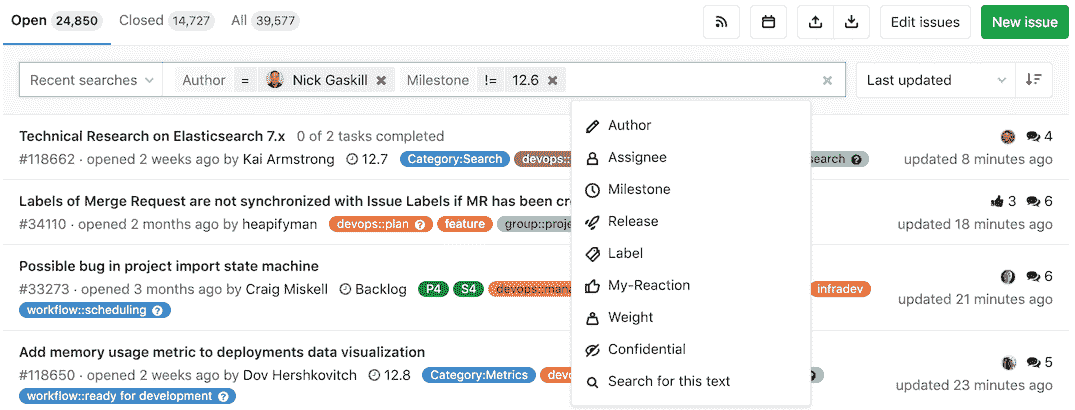 Open 24,850 Closed 14,727 All 39,577 Edit issues New issue
Recent searches Author = Nick Gaskill Milestone != 12.6 Last updated
Author
Assignee
Milestone
Release
Label
My-Reaction
Weight
Confidential
Search for this text
Technical Research on Elasticsearch 7.x 0 of 2 tasks completed 4
#118662 · opened 2 weeks ago by Kai Armstrong 12.7 Category:Search devops:: search updated 8 minutes ago
Labels of Merge Request are not synchronized with Issue Labels if MR has been 3 6
#34110 · opened 2 months ago by heapifyman devops::plan feature group::proje updated 18 minutes ago
Possible bug in project import state machine 6
#33273 · opened 3 months ago by Craig Miskell Backlog P4 S4 devops::mana infradev updated 21 minutes ago
workflow::scheduling
Add memory usage metric to deployments data visualization 5
#118650 · opened 2 weeks ago by Dov Hershkovitch 12.8 Category:Metrics devo updated 23 minutes ago
workflow::ready for development